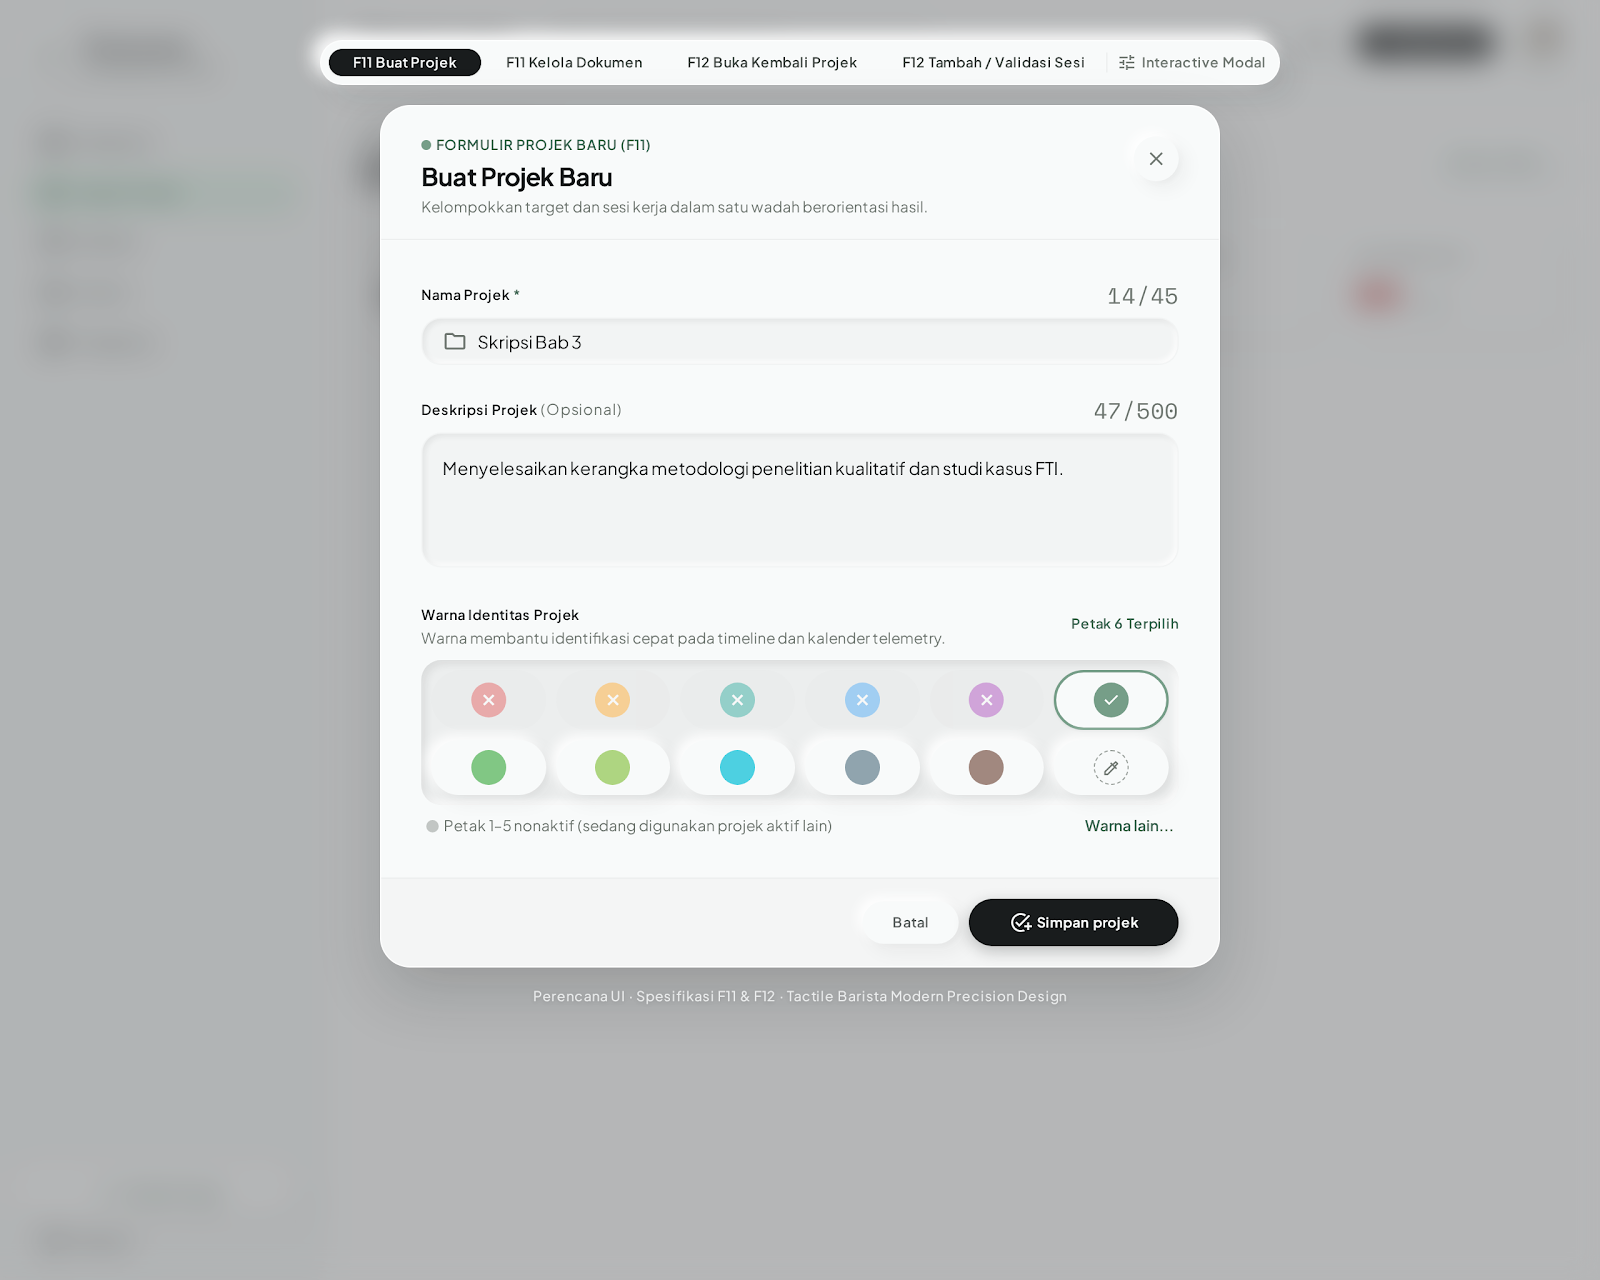 F11 Buat Projek
F11 Kelola Dokumen
F12 Buka Kembali Projek
F12 Tambah / Validasi Sesi
Interactive Modal
FORMULIR PROJEK BARU (F11)
Buat Projek Baru
Kelompokkan target dan sesi kerja dalam satu wadah berorientasi hasil.
Nama Projek *
14/45
Skripsi Bab 3
Deskripsi Projek (Opsional)
47/500
Menyelesaikan kerangka metodologi penelitian kualitatif dan studi kasus FTI.
Warna Identitas Projek
Warna membantu identifikasi cepat pada timeline dan kalender telemetry.
Petak 6 Terpilih
Petak 1–5 nonaktif (sedang digunakan projek aktif lain)
Warna lain...
Batal
Simpan projek
Perencana UI · Spesifikasi F11 & F12 · Tactile Barista Modern Precision Design